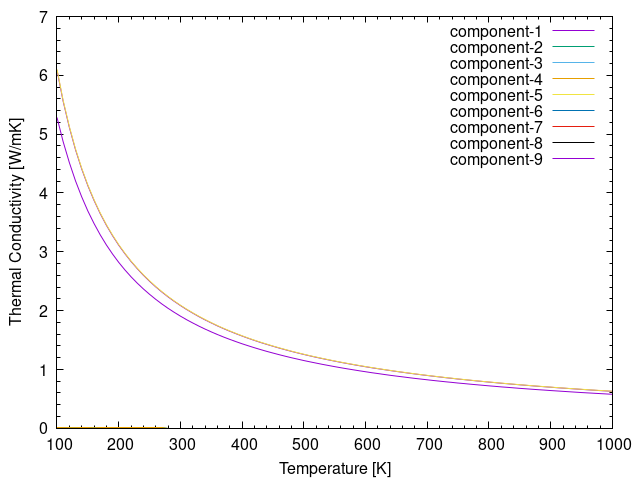 7
6
5
4
3
2
1
0
Thermal Conductivity [W/mK]
component-1
component-2
component-3
component-4
component-5
component-6
component-7
component-8
component-9
100 200 300 400 500 600 700 800 900 1000
Temperature [K]